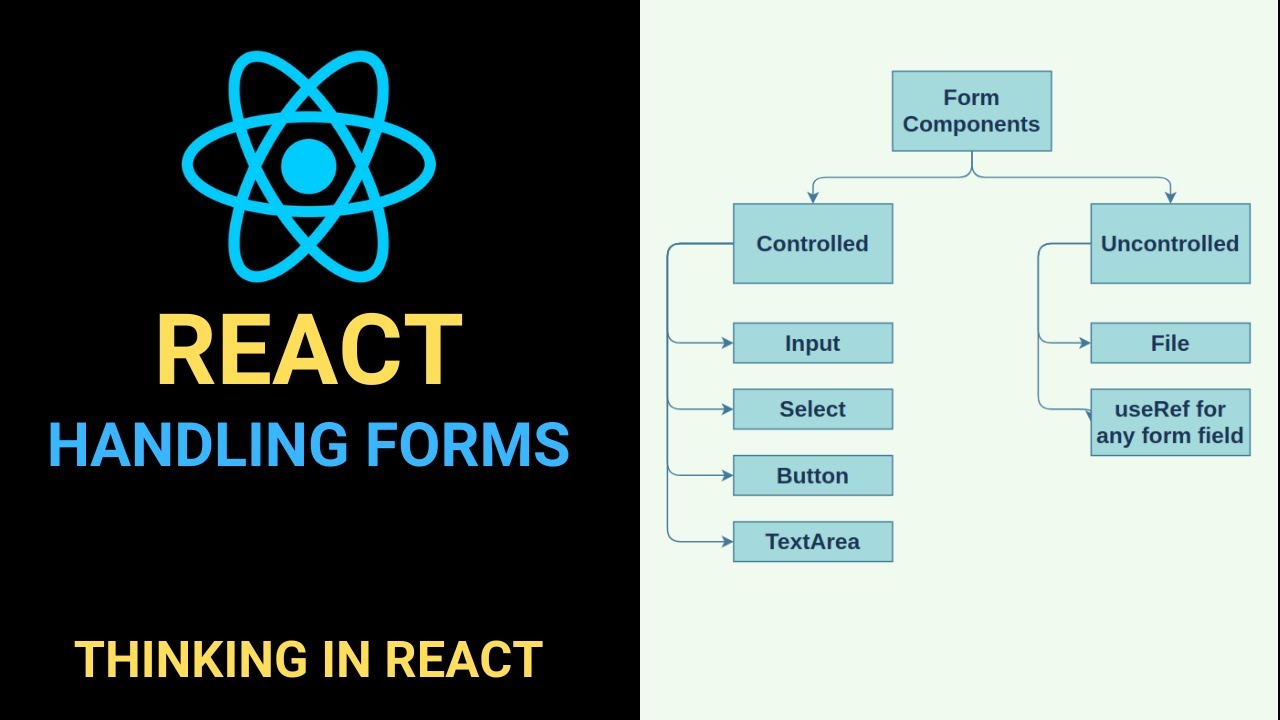 REACT
HANDLING FORMS
THINKING IN REACT
Form
Components
Controlled
Uncontrolled
Input
File
Select
useRef for
any form field
Button
TextArea